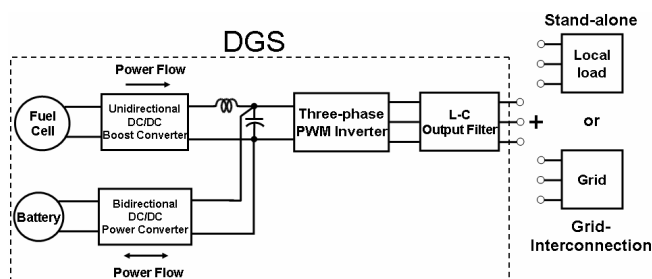 DGS
Stand-alone
Power Flow
Fuel
Cell
Unidirectional
DC/DC
Boost Converter
Three-phase
PWM Inverter
L-C
Output Filter
+
Local
load
or
Grid
Grid-
Interconnection
Battery
Bidirectional
DC/DC
Power Converter
Power Flow